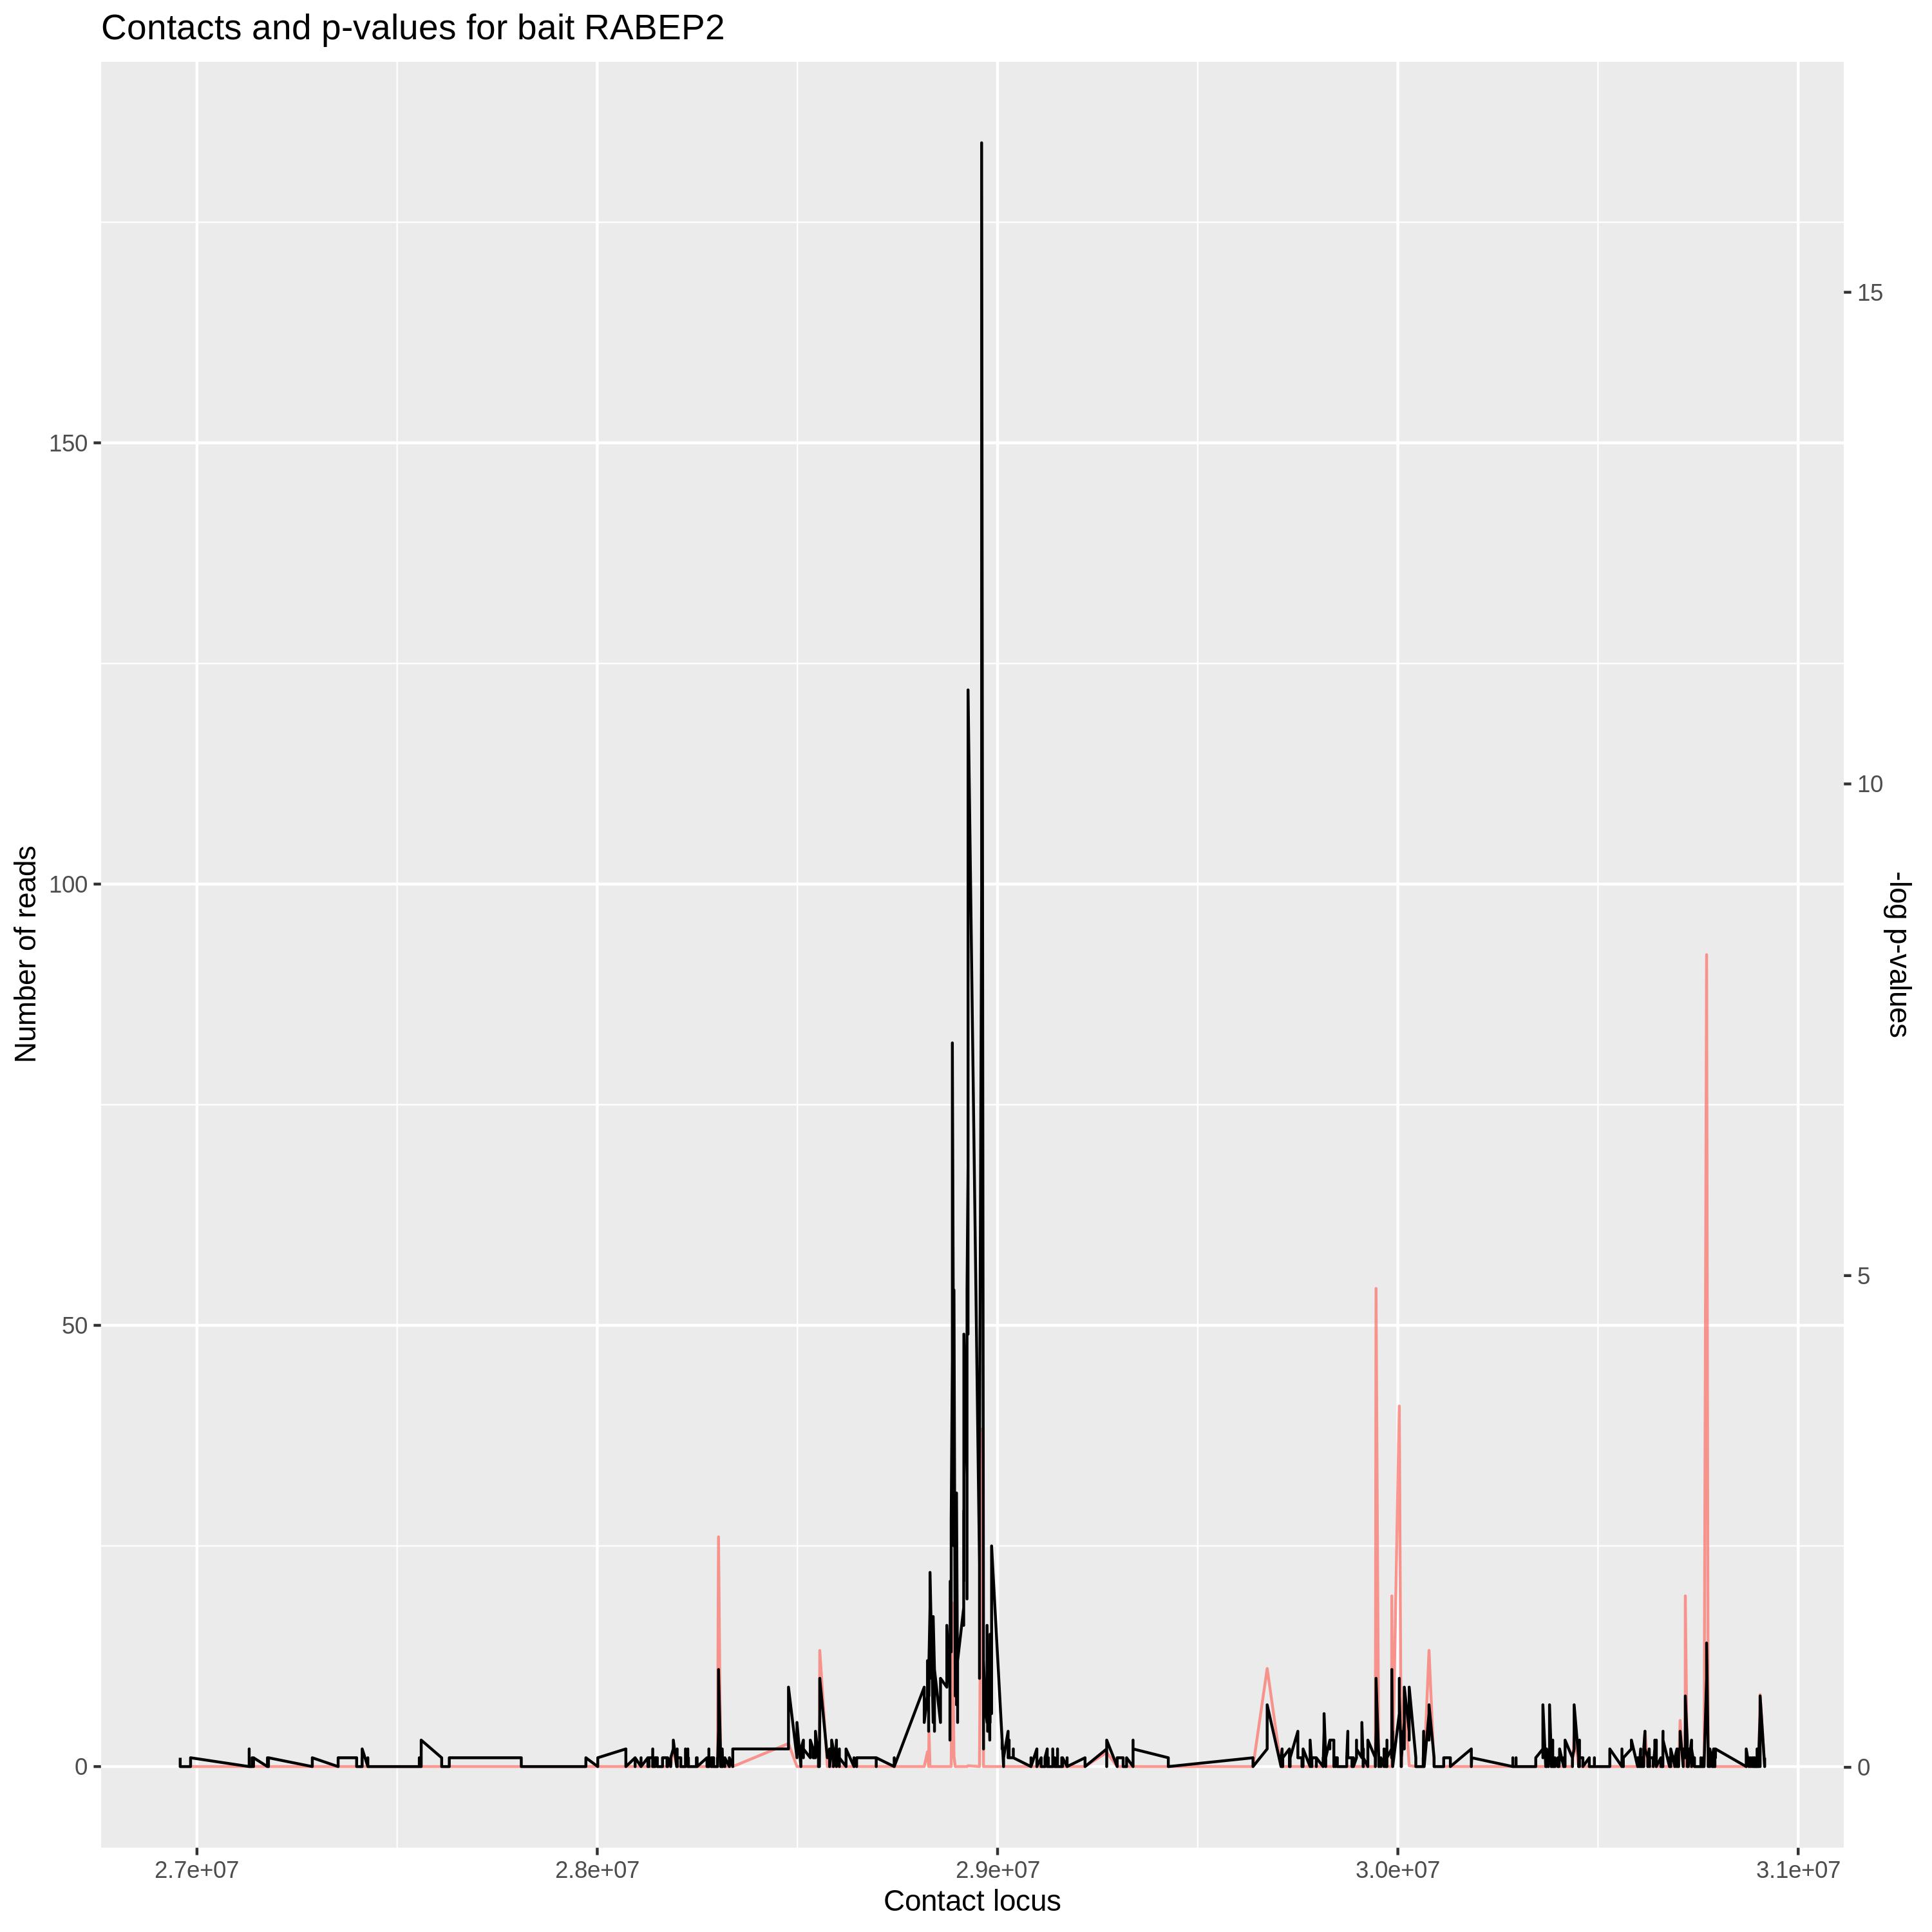 Contacts and p-values for bait RABEP2
150
100
50
0
Number of reads
15
10
5
0
-log p-values
2.7e+07 2.8e+07 2.9e+07 3.0e+07 3.1e+07
Contact locus